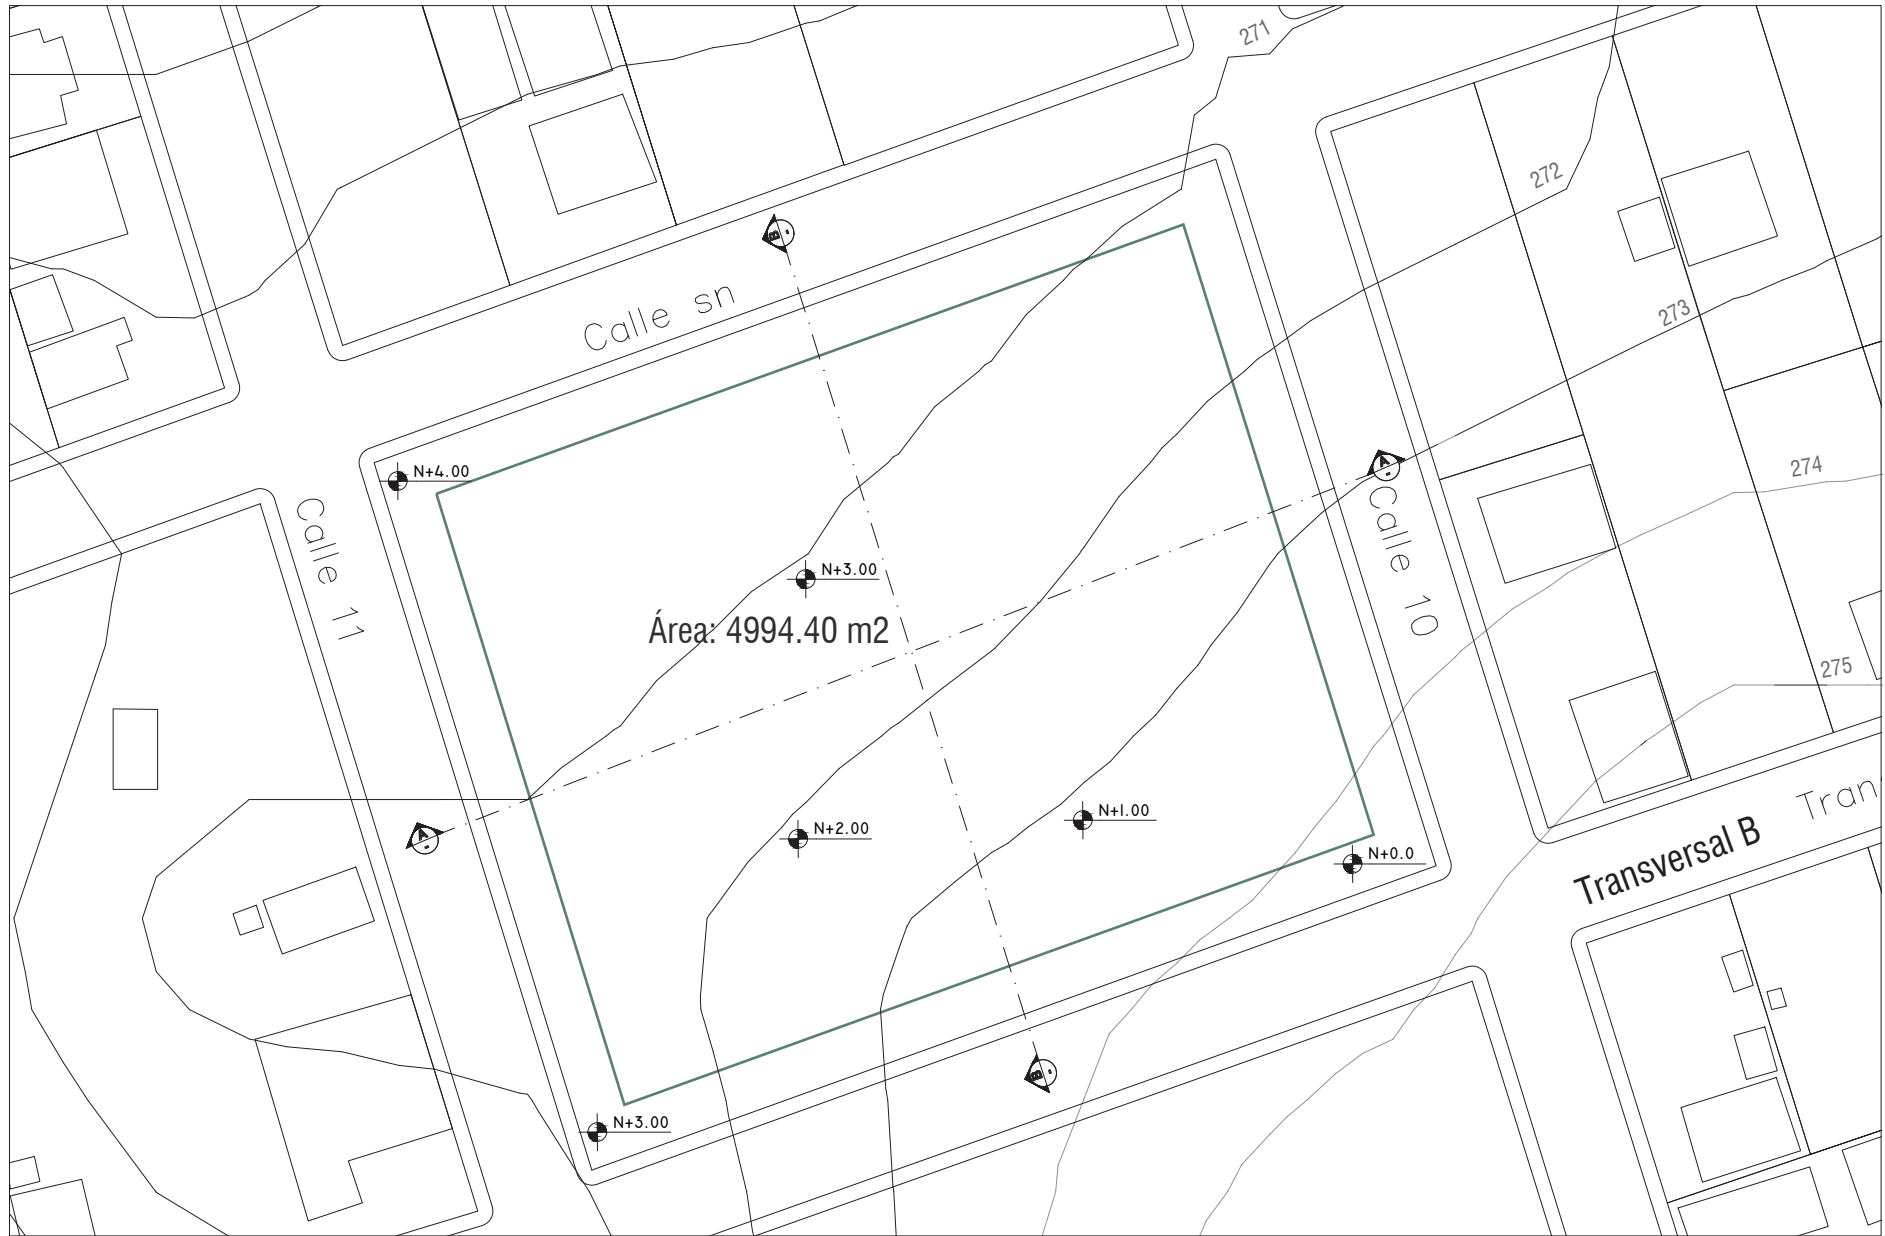 271
272
B
-
Calle sn
273
A
-
N+4.00
274
Calle 11
Calle 10
N+3.00
Área: 4994.40 m2
275
Tran
N+1.00
N+2.00
A
-
Transversal B
N+0.0
B
-
N+3.00